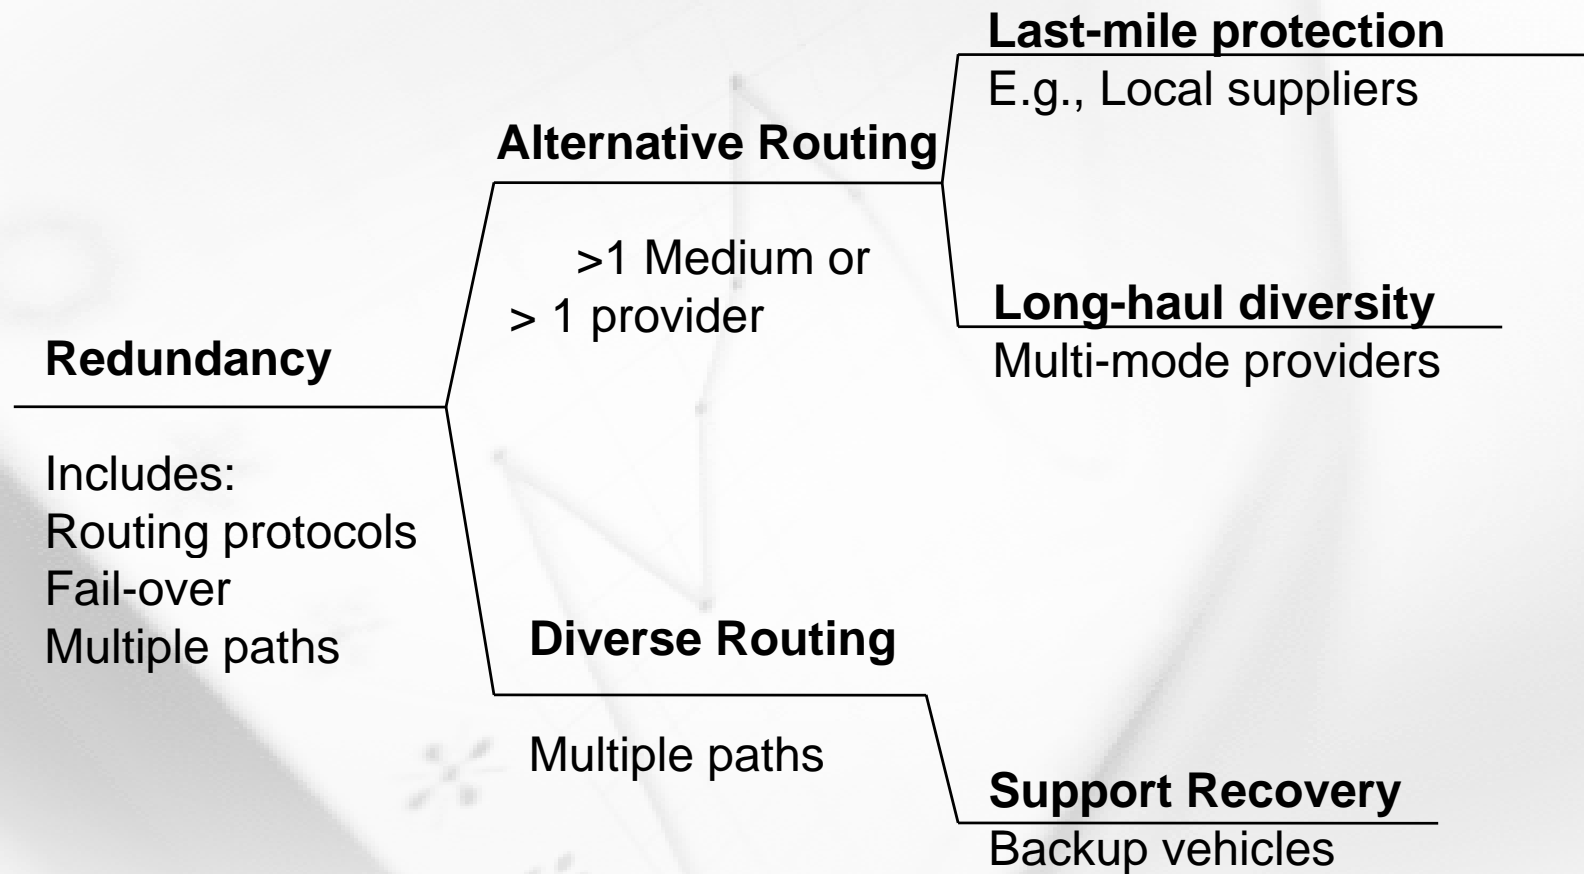 Last-mile protection
E.g., Local suppliers
Alternative Routing
>1 Medium or
> 1 provider
Long-haul diversity
Multi-mode providers
Redundancy
Includes:
Routing protocols
Fail-over
Multiple paths
Diverse Routing
Multiple paths
Support Recovery
Backup vehicles